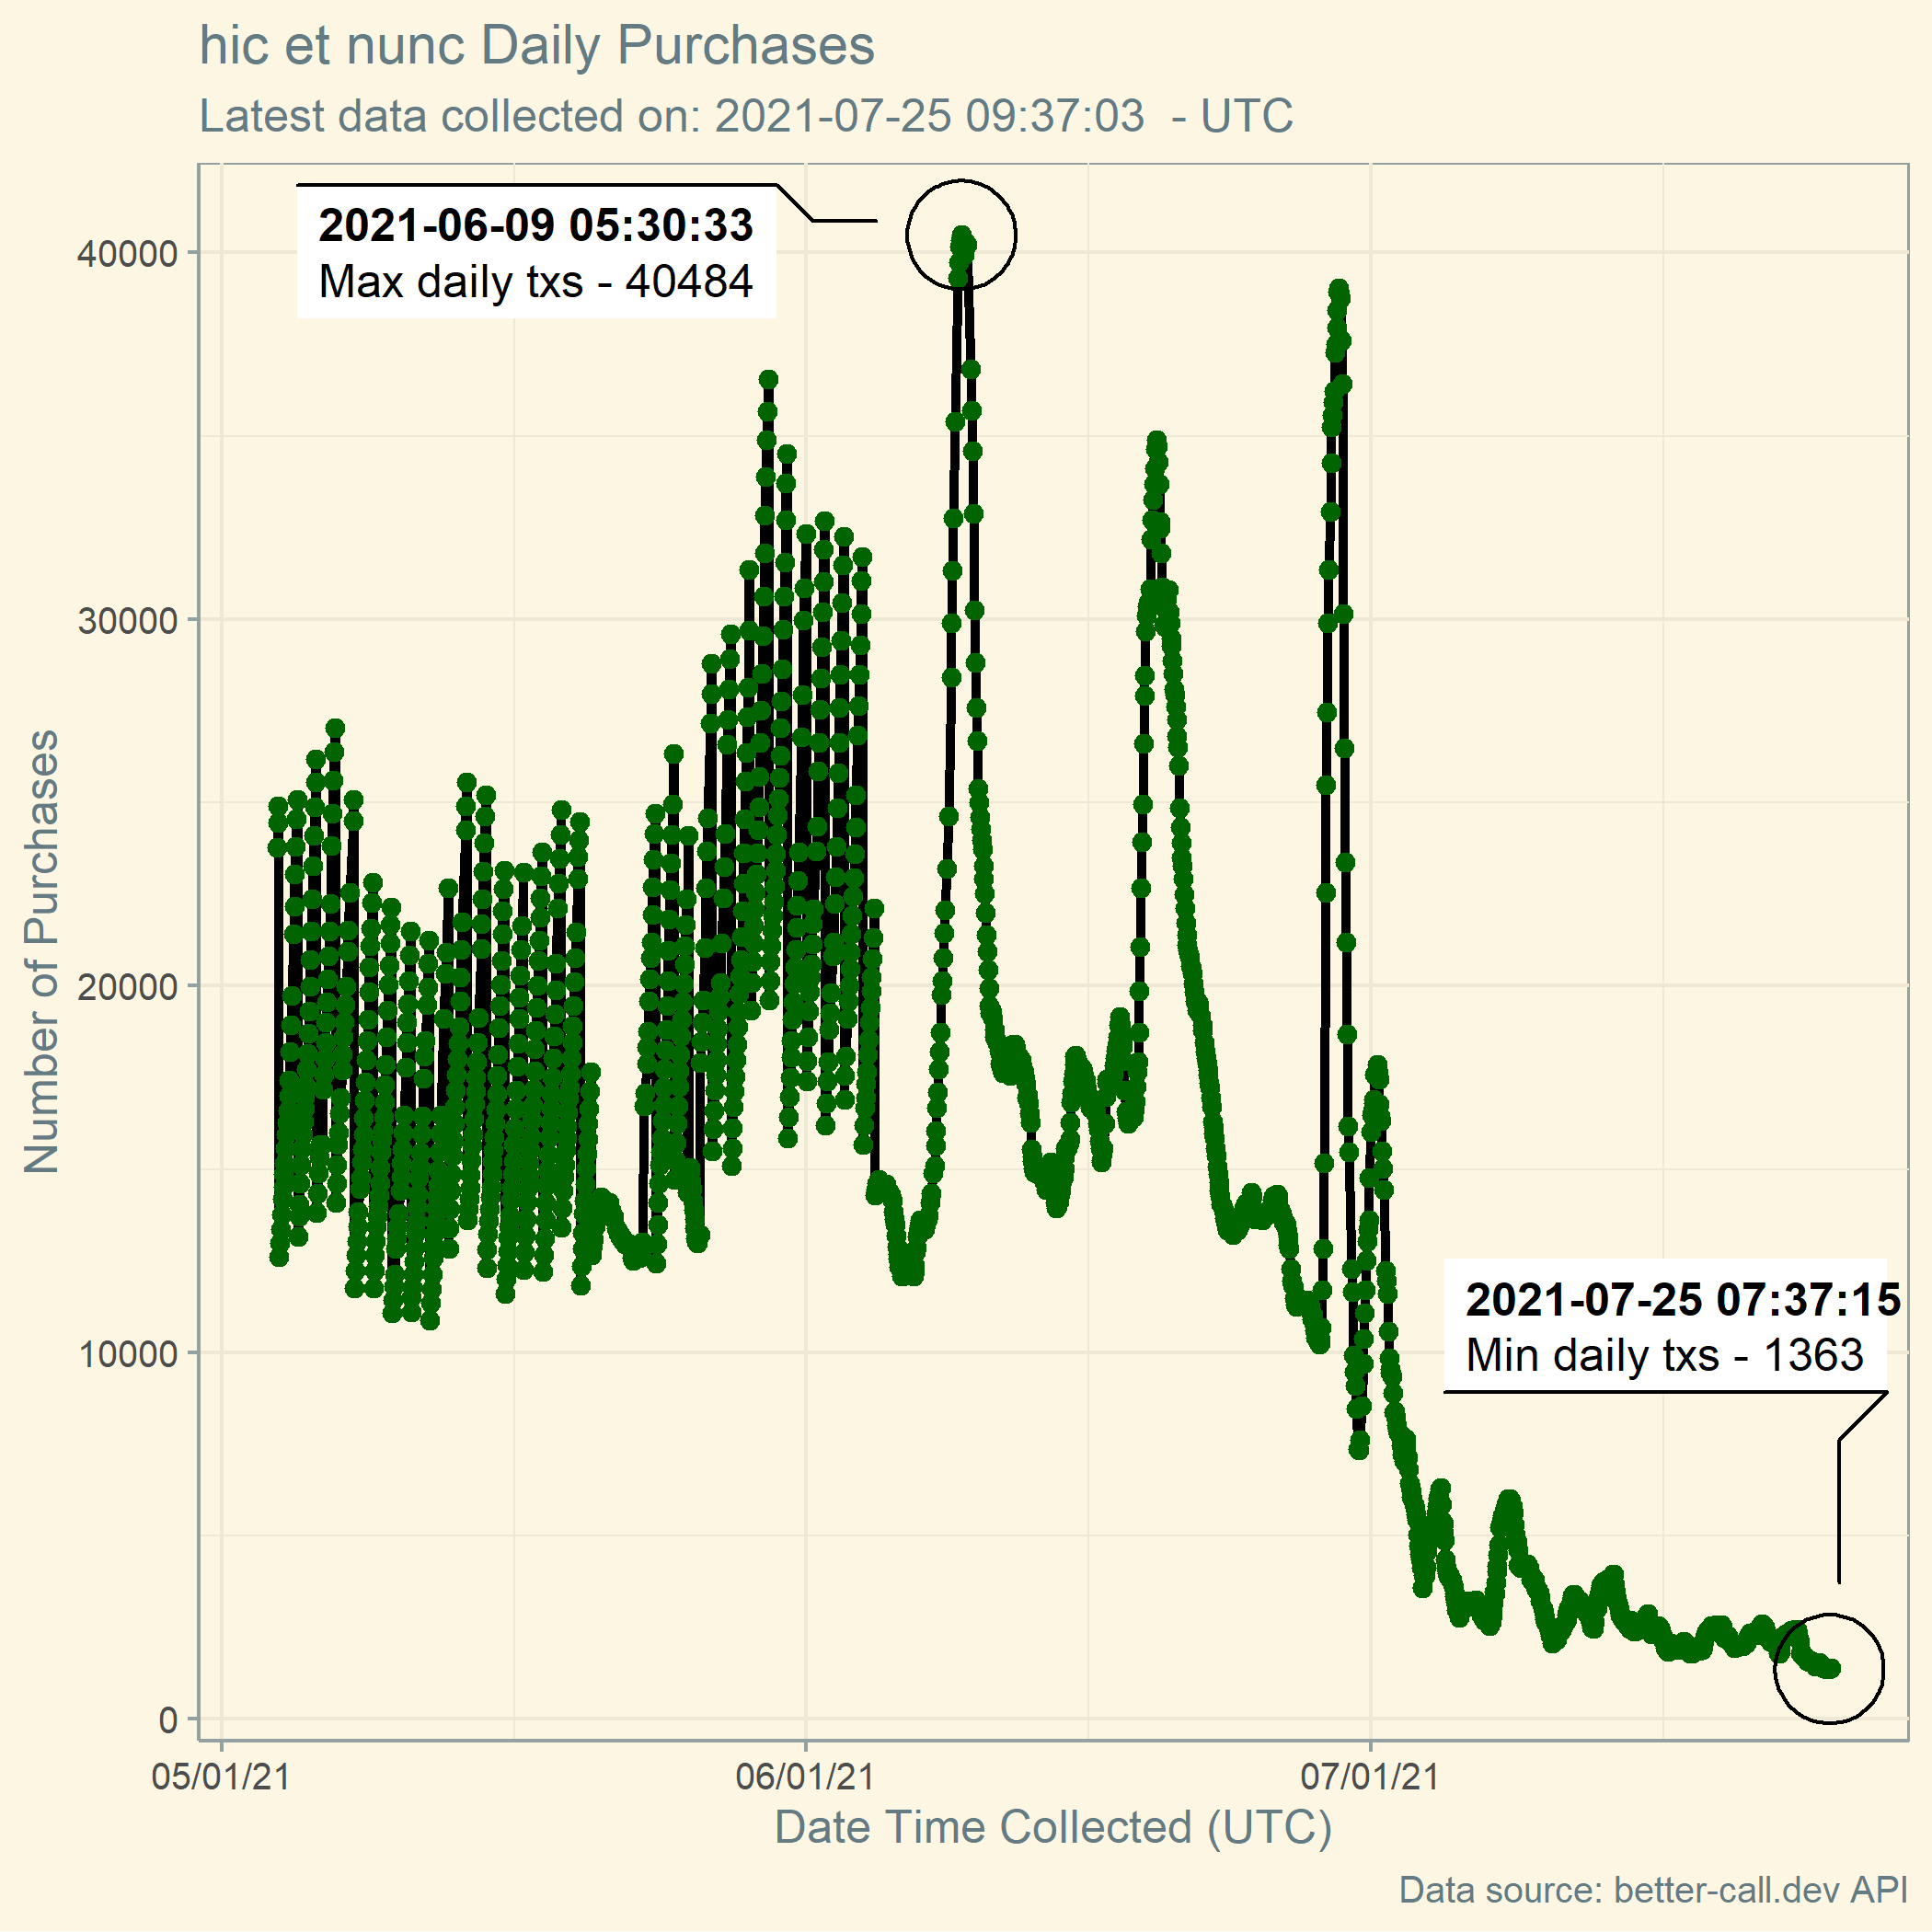 hic et nunc Daily Purchases
Latest data collected on: 2021-07-25 09:37:03  - UTC
2021-06-09 05:30:33
Max daily txs - 40484
40000
30000
20000
10000
0
Number of Purchases
2021-07-25 07:37:15
Min daily txs - 1363
05/01/21
06/01/21
07/01/21
Date Time Collected (UTC)
Data source: better-call.dev API